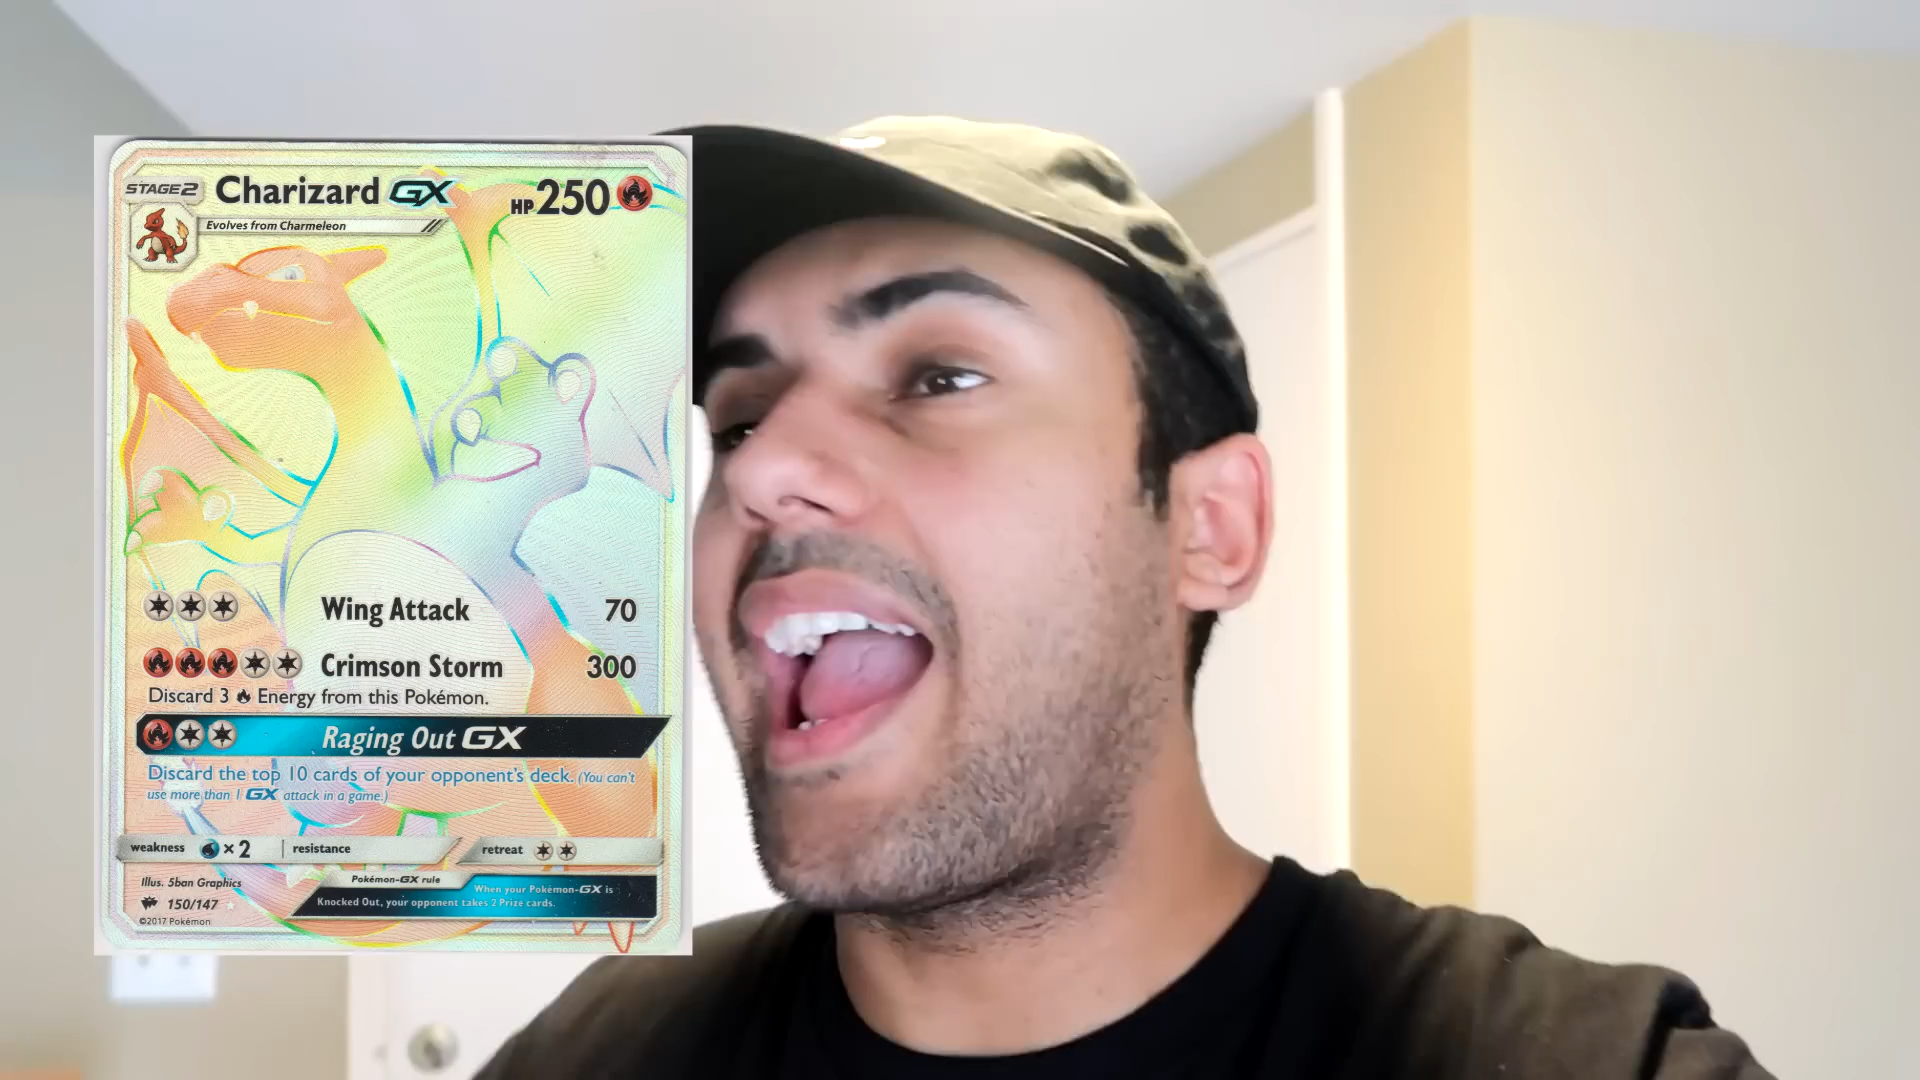 STAGE2 Charizard GX HP250
Evolves from Charmeleon
Wing Attack 70
Crimson Storm 300
Discard 3 Energy from this Pokémon.
Raging Out GX
Discard the top 10 cards of your opponent's deck. (You can't
use more than 1 GX attack in a game.)
weakness ×2 resistance retreat
Illus. 5ban Graphics
150/147
©2017 Pokémon
Pokémon-GX rule
When your Pokémon-GX is
Knocked Out, your opponent takes 2 Prize cards.